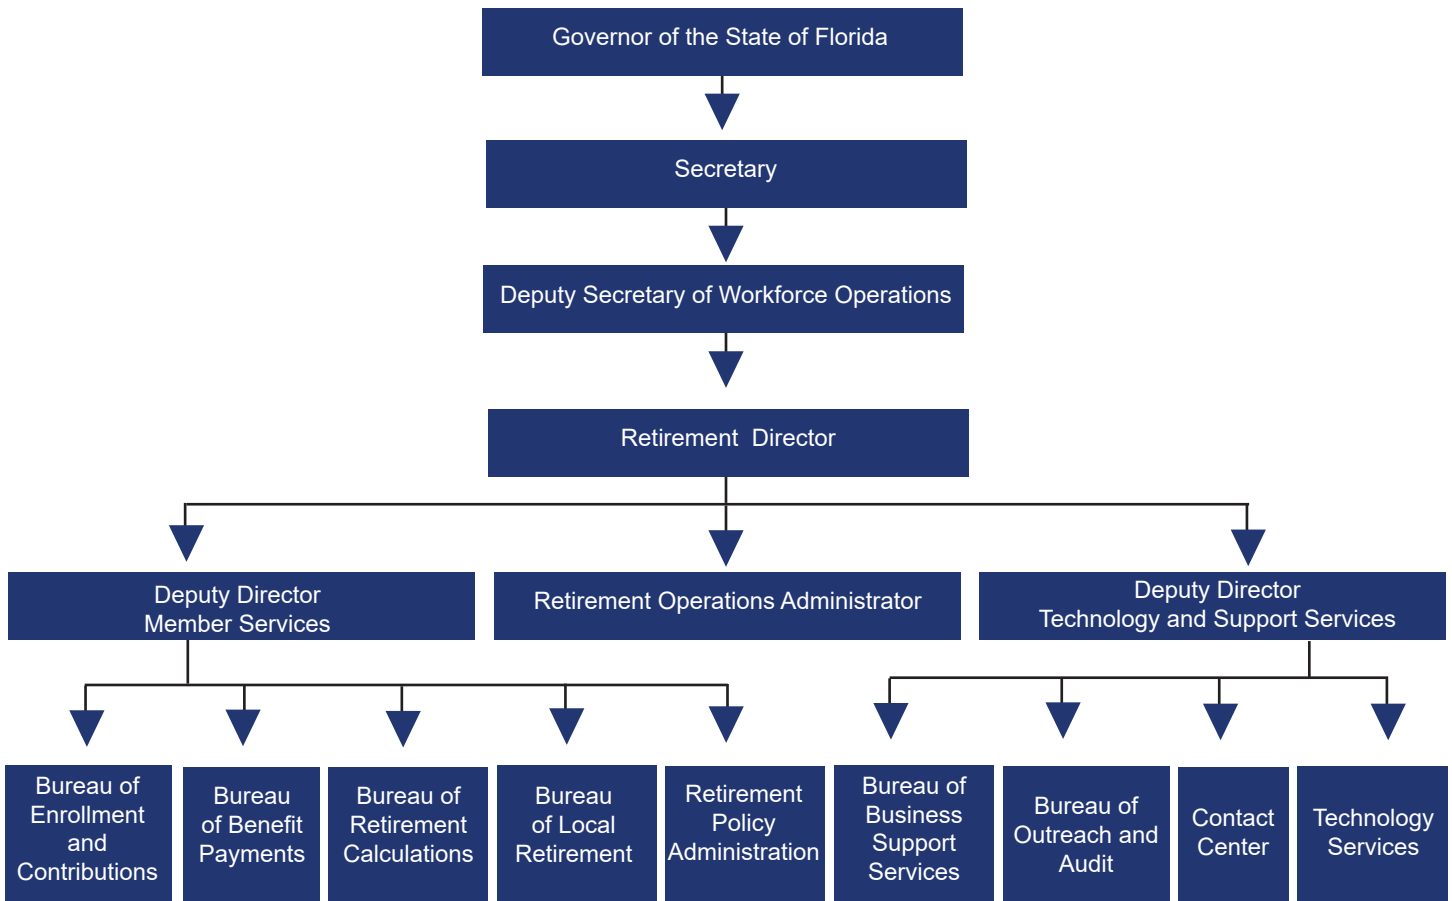 Governor of the State of Florida
Secretary
Deputy Secretary of Workforce Operations
Retirement Director
Deputy Director
Member Services
Retirement Operations Administrator
Deputy Director
Technology and Support Services
Bureau of
Enrollment
and
Contributions
Bureau
of Benefit
Payments
Bureau of
Retirement
Calculations
Bureau
of Local
Retirement
Retirement
Policy
Administration
Bureau of
Business
Support
Services
Bureau of
Outreach and
Audit
Contact
Center
Technology
Services